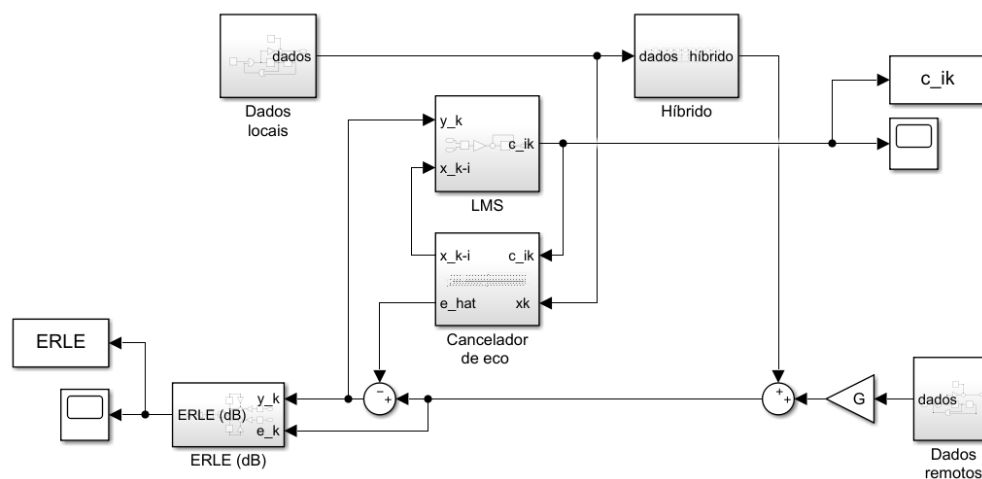 dados
Dados
locais
dados
híbrido
Híbrido
c_ik
y_k
x_k-i
c_ik
LMS
x_k-i
e_hat
c_ik
xk
Cancelador
de eco
ERLE
ERLE (dB)
y_k
e_k
ERLE (dB)
−
+
+
+
G
dados
Dados
remotos